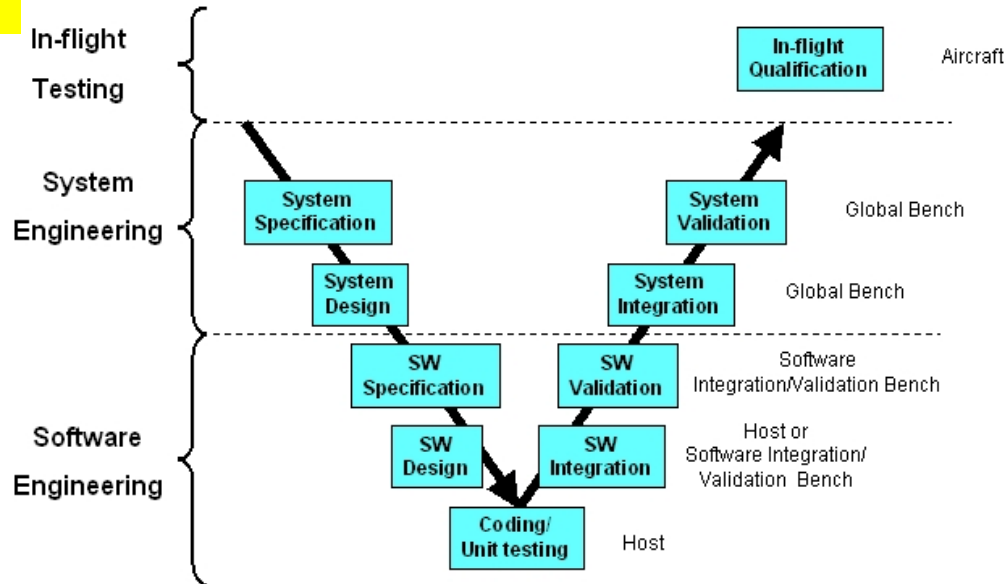 In-flight
Testing
In-flight
Qualification
Aircraft
System
Engineering
System
Specification
System
Validation
Global Bench
System
Design
System
Integration
Global Bench
Software
Engineering
SW
Specification
SW
Validation
Software
Integration/Validation Bench
SW
Design
SW
Integration
Host or
Software Integration/
Validation Bench
Coding/
Unit testing
Host